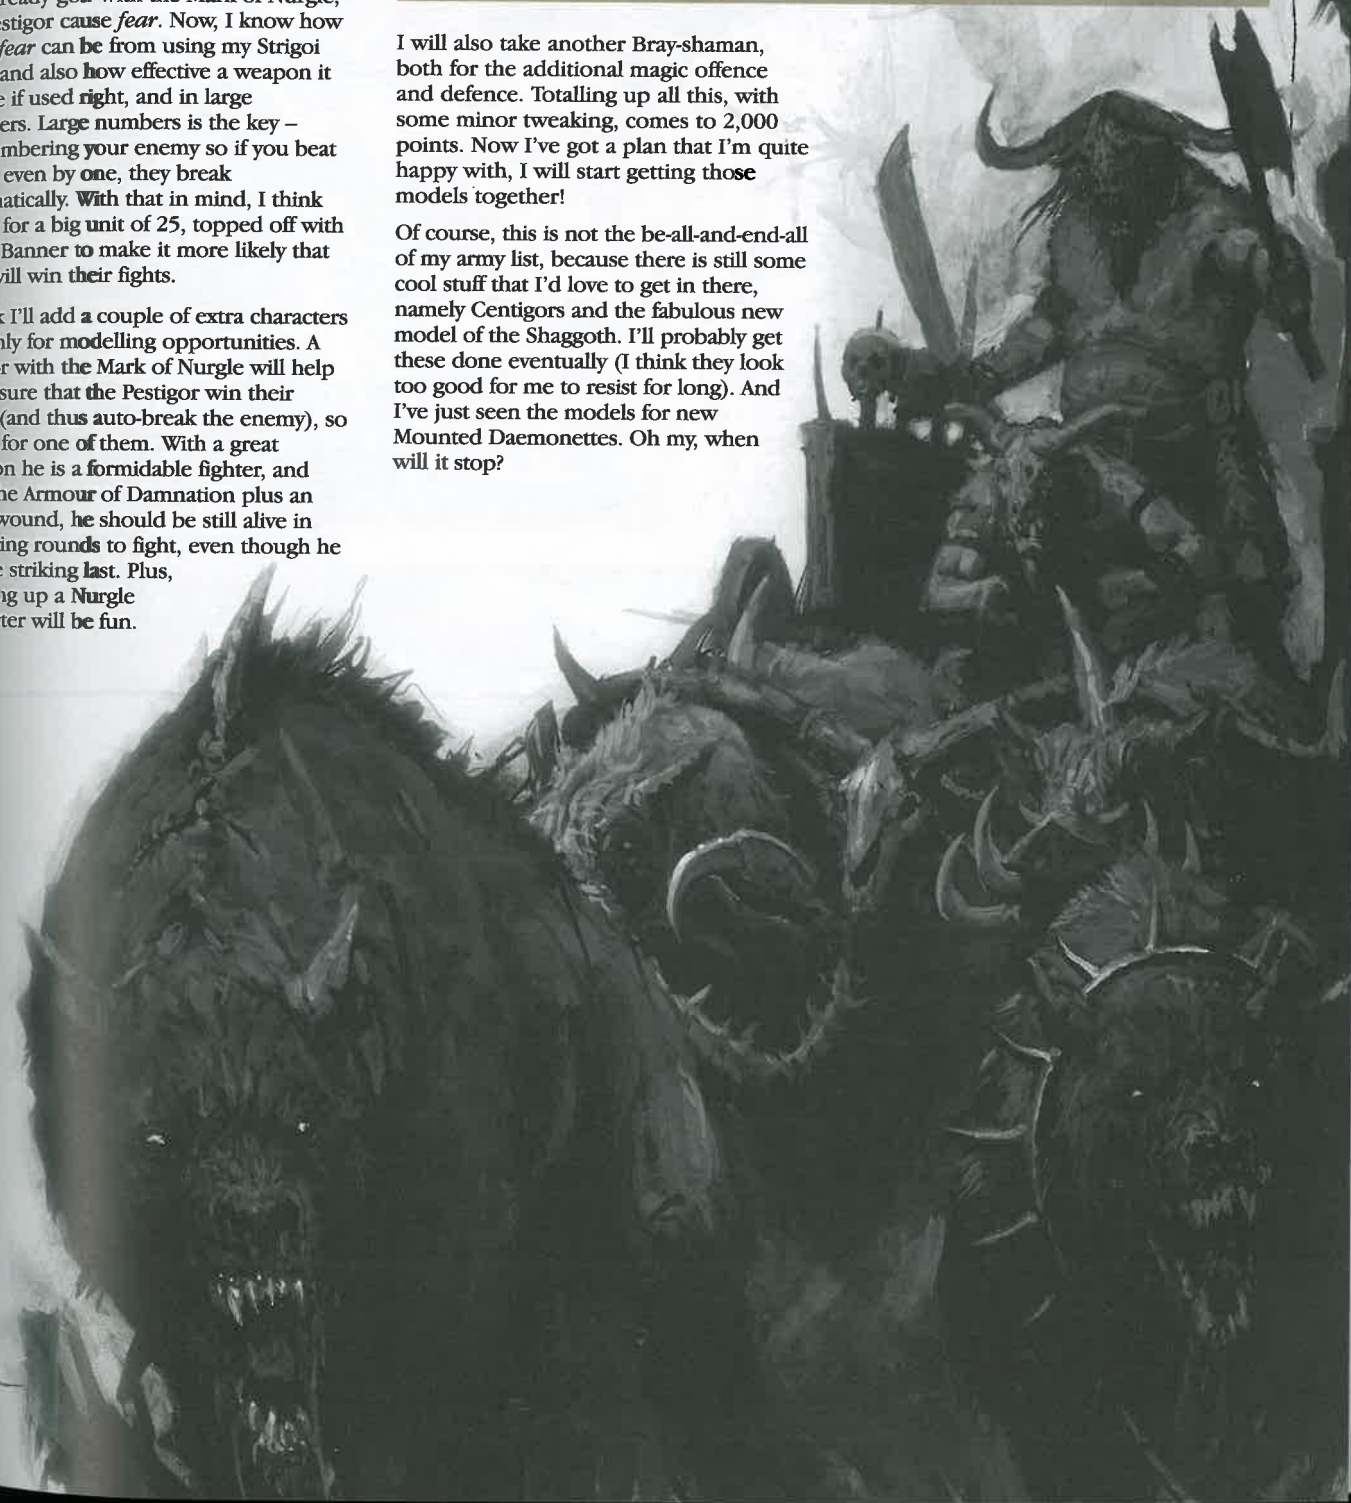 with the Mark of Nurgle,
cause fear. Now, I know how
fear can be from using my Strigoi
and also how effective a weapon it
if used right, and in large
Large numbers is the key –
your enemy so if you beat
even by one, they break
With that in mind, I think
for a big unit of 25, topped off with
Banner to make it more likely that
will win their fights.
I'll add a couple of extra characters
for modelling opportunities. A
with the Mark of Nurgle will help
sure that the Pestigor win their
(and thus auto-break the enemy), so
for one of them. With a great
he is a formidable fighter, and
Armour of Damnation plus an
wound, he should be still alive in
rounds to fight, even though he
striking last. Plus,
up a Nurgle
will be fun.
I will also take another Bray-shaman,
both for the additional magic offence
and defence. Totalling up all this, with
some minor tweaking, comes to 2,000
points. Now I've got a plan that I'm quite
happy with, I will start getting those
models together!
Of course, this is not the be-all-and-end-all
of my army list, because there is still some
cool stuff that I'd love to get in there,
namely Centigors and the fabulous new
model of the Shaggoth. I'll probably get
these done eventually (I think they look
too good for me to resist for long). And
I've just seen the models for new
Mounted Daemonettes. Oh my, when
will it stop?